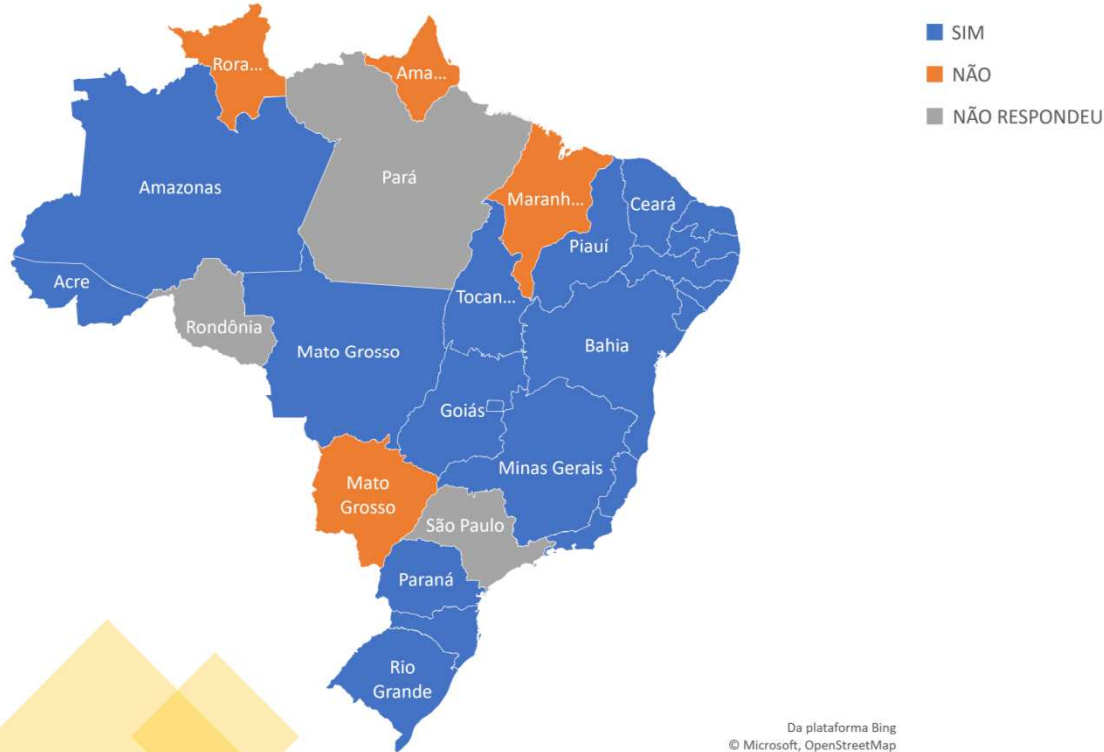 SIM
NÃO
NÃO RESPONDEU
Rora...
Ama...
Amazonas
Pará
Maranh...
Ceará
Piauí
Acre
Tocan...
Rondônia
Mato Grosso
Bahia
Goiás
Minas Gerais
Mato
Grosso
São Paulo
Paraná
Rio
Grande
Da plataforma Bing
© Microsoft, OpenStreetMap